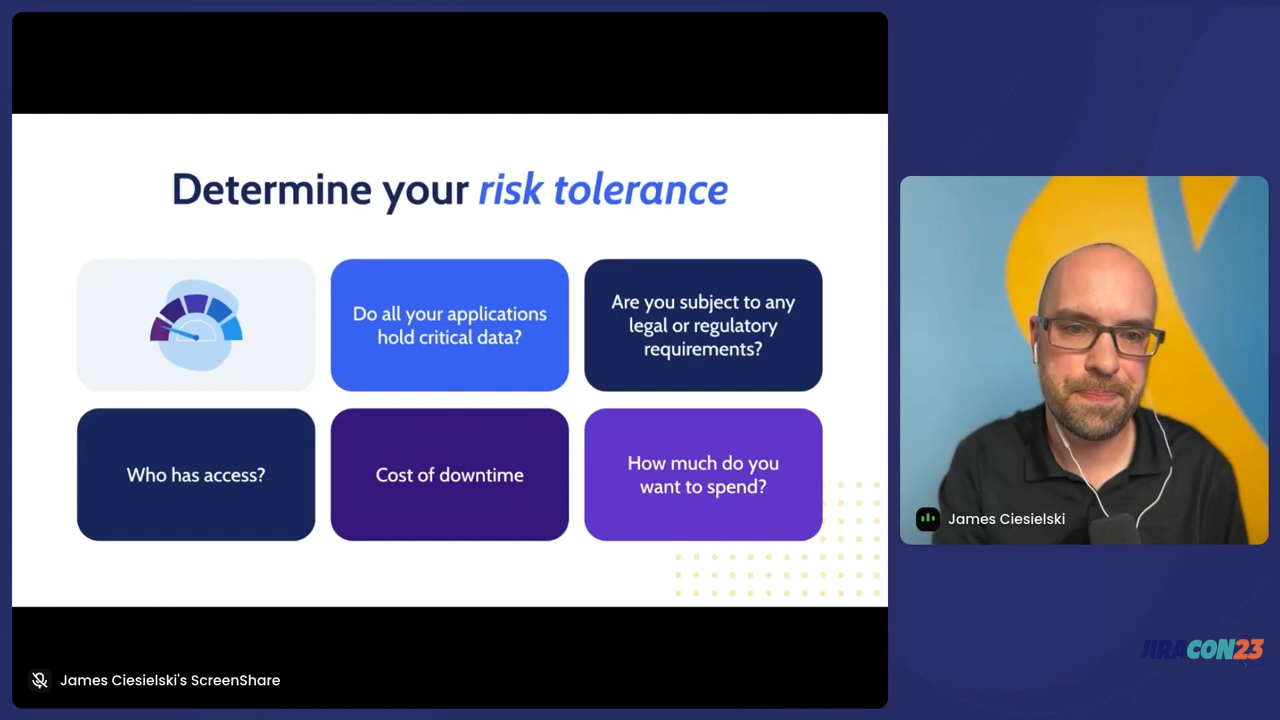 Determine your risk tolerance
Do all your applications
hold critical data?
Are you subject to any
legal or regulatory
requirements?
Who has access?
Cost of downtime
How much do you
want to spend?
James Ciesielski
JIRACON23
James Ciesielski's ScreenShare